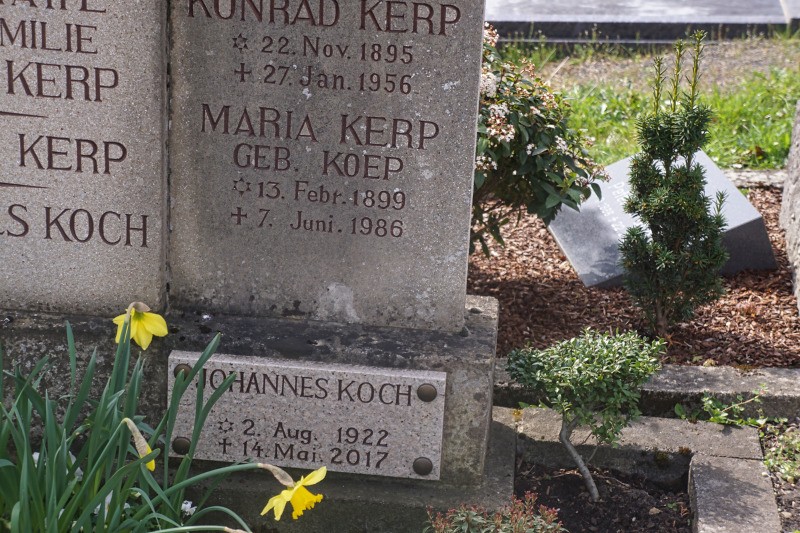 MILIE
KERP
KERP
KOCH
KONRAD KERP
✡ 22. Nov. 1895
✝ 27. Jan. 1956
MARIA KERP
GEB. KOEP
✡ 13. Febr. 1899
✝ 7. Juni. 1986
JOHANNES KOCH
✡ 2. Aug. 1922
✝ 14. Mai. 2017